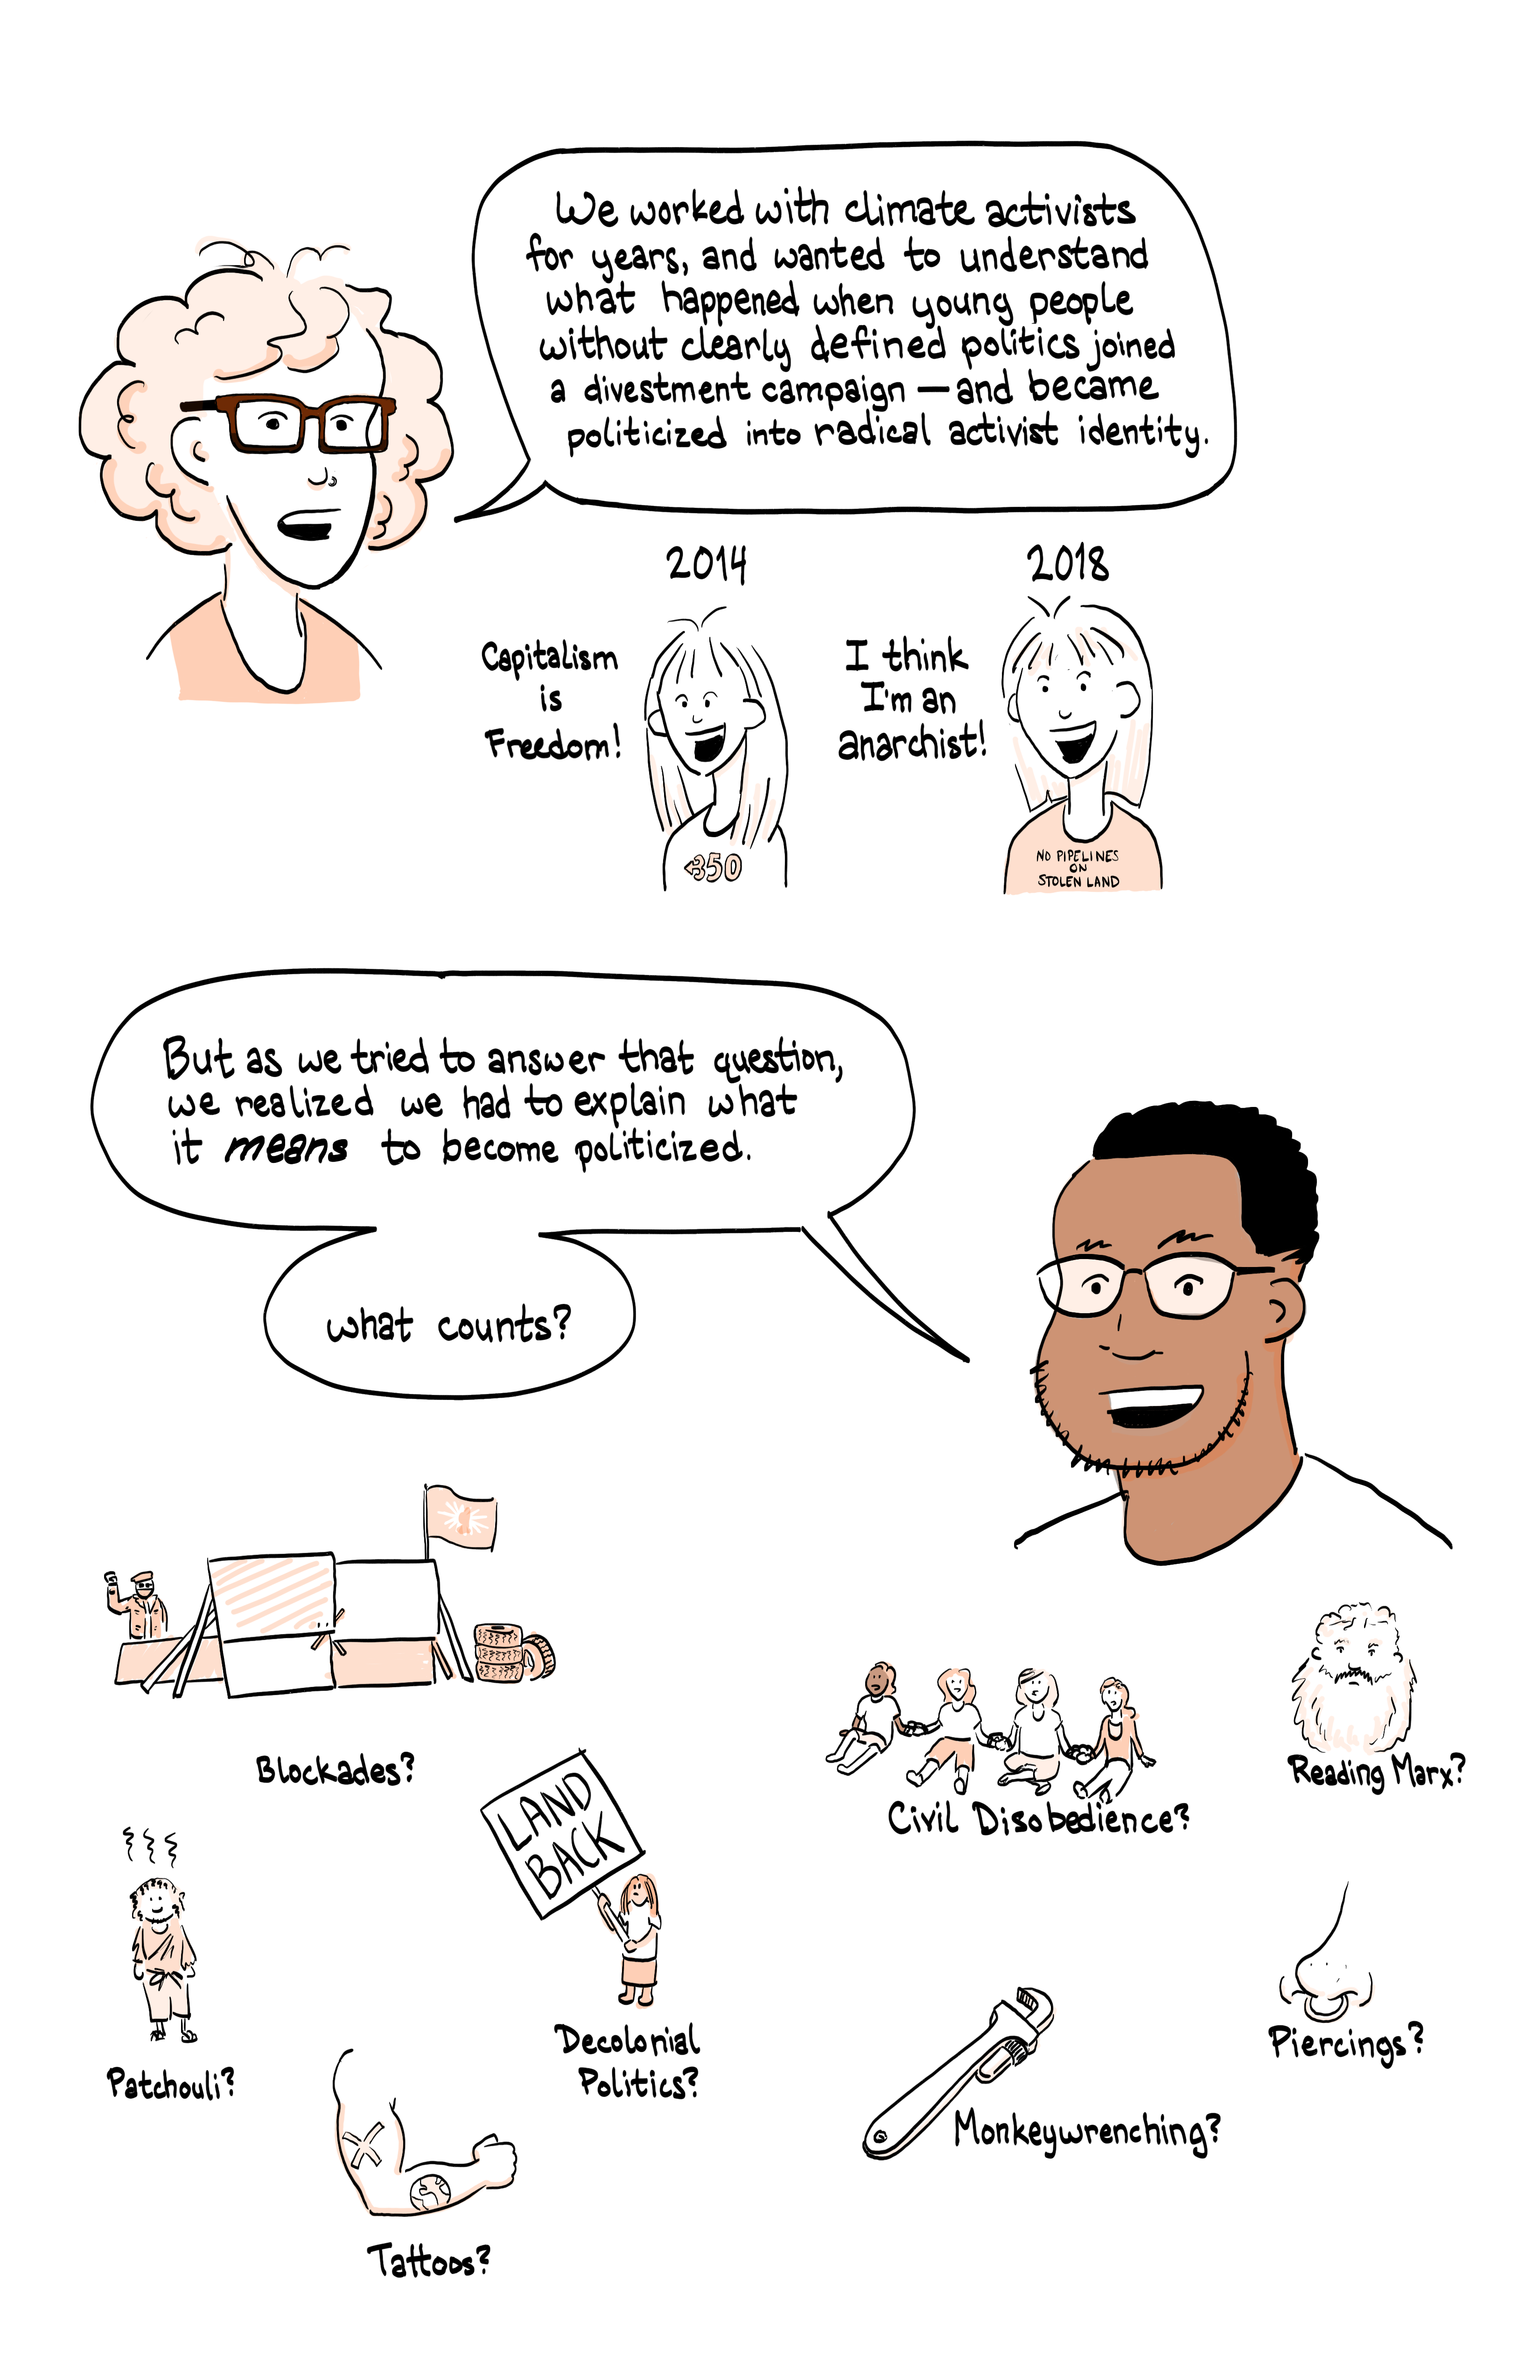 We worked with climate activists
for years, and wanted to understand
what happened when young people
without clearly defined politics joined
a divestment campaign — and became
politicized into radical activist identity.
2014
Capitalism
is
Freedom!
<350
2018
I think
I'm an
anarchist!
NO PIPELINES
ON
STOLEN LAND
But as we tried to answer that question,
we realized we had to explain what
it means to become politicized.
what counts?
Blockades?
LAND
BACK
Decolonial
Politics?
Civil Disobedience?
Reading Marx?
Patchouli?
Tattoos?
Monkeywrenching?
Piercings?